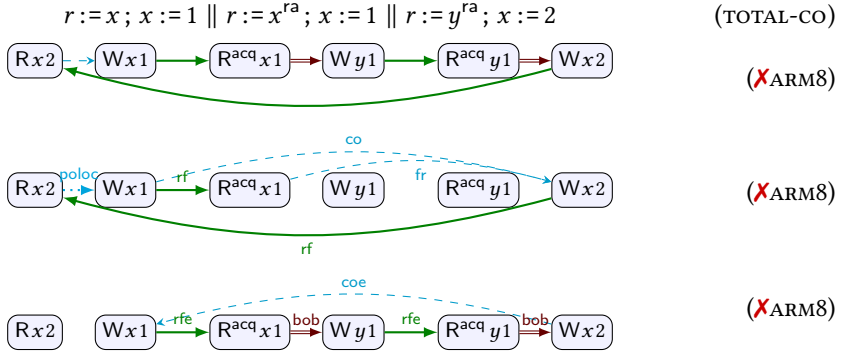 r := x ; x := 1 || r := x^ra ; x := 1 || r := y^ra ; x := 2 (TOTAL-CO)
Rx2 Wx1 R^acq x1 Wy1 R^acq y1 Wx2 (✗ARM8)
co
poloc rf fr
Rx2 Wx1 R^acq x1 Wy1 R^acq y1 Wx2 (✗ARM8)
rf
coe
(✗ARM8)
rfe bob rfe bob
Rx2 Wx1 R^acq x1 Wy1 R^acq y1 Wx2